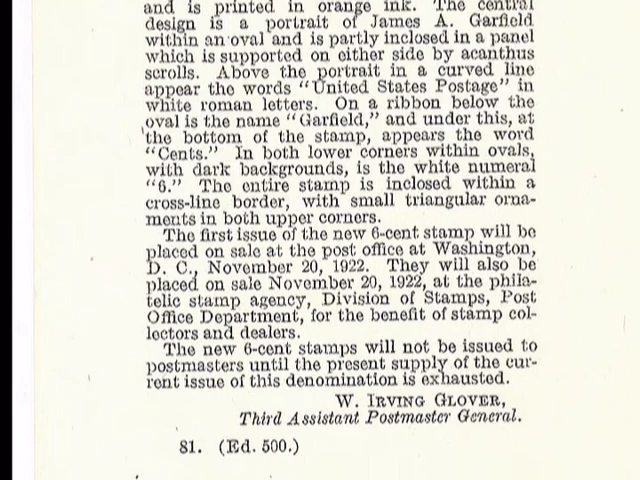 and is printed in orange ink. The central
design is a portrait of James A. Garfield
within an oval and is partly inclosed in a panel
which is supported on either side by acanthus
scrolls. Above the portrait in a curved line
appear the words "United States Postage" in
white roman letters. On a ribbon below the
oval is the name "Garfield," and under this, at
the bottom of the stamp, appears the word
"Cents." In both lower corners within ovals,
with dark backgrounds, is the white numeral
"6." The entire stamp is inclosed within a
cross-line border, with small triangular orna-
ments in both upper corners.
The first issue of the new 6-cent stamp will be
placed on sale at the post office at Washington,
D. C., November 20, 1922. They will also be
placed on sale November 20, 1922, at the phila-
telic stamp agency, Division of Stamps, Post
Office Department, for the benefit of stamp col-
lectors and dealers.
The new 6-cent stamps will not be issued to
postmasters until the present supply of the cur-
rent issue of this denomination is exhausted.
W. IRVING GLOVER,
Third Assistant Postmaster General.
81. (Ed. 500.)